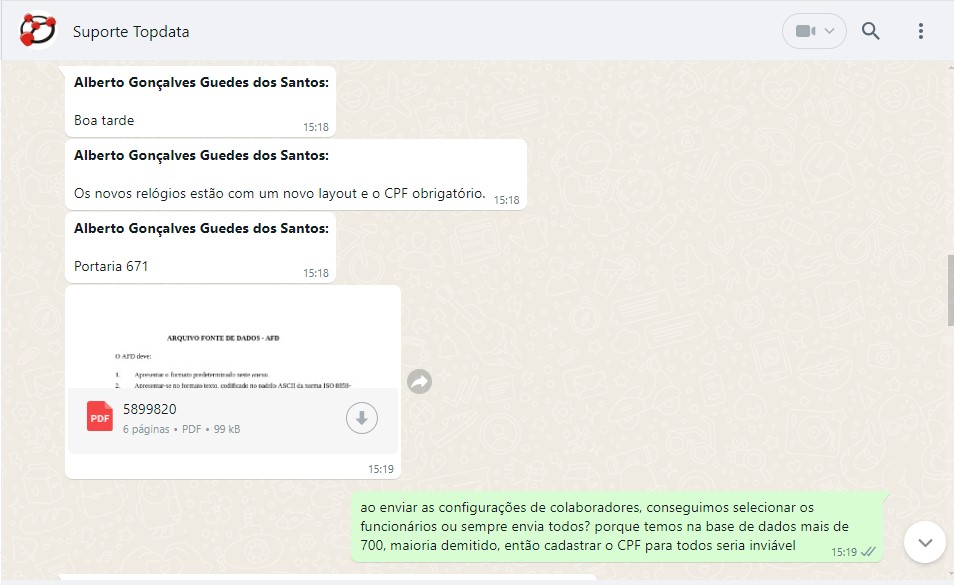 Suporte Topdata
Alberto Gonçalves Guedes dos Santos:
Boa tarde
15:18
Alberto Gonçalves Guedes dos Santos:
Os novos relógios estão com um novo layout e o CPF obrigatório.
15:18
Alberto Gonçalves Guedes dos Santos:
Portaria 671
15:18
ARQUIVO FONTE DE DADOS - AFD
O AFD deve:
1. Apresentar o formato predeterminado neste anexo.
2. Apresentar-se no formato texto, codificado no padrão ASCII da norma ISO 8859-
PDF
5899820
6 páginas • PDF • 99 kB
15:19
ao enviar as configurações de colaboradores, conseguimos selecionar os
funcionários ou sempre envia todos? porque temos na base de dados mais de
700, maioria demitido, então cadastrar o CPF para todos seria inviável
15:19